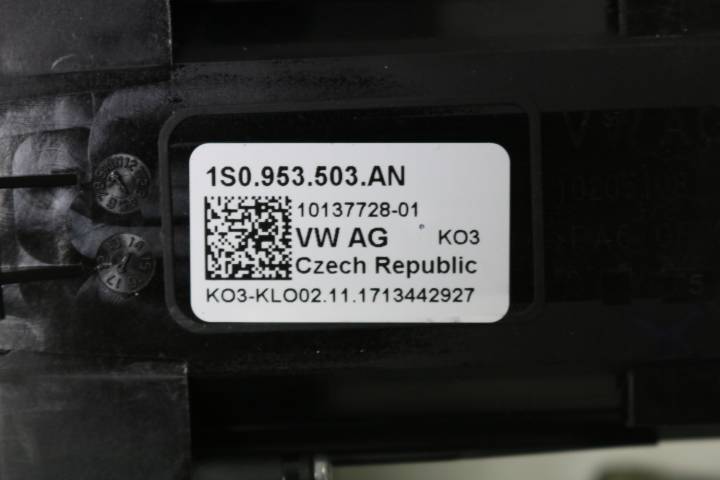 1S0.953.503.AN
10137728-01
VW AG KO3
Czech Republic
KO3-KLO02.11.1713442927